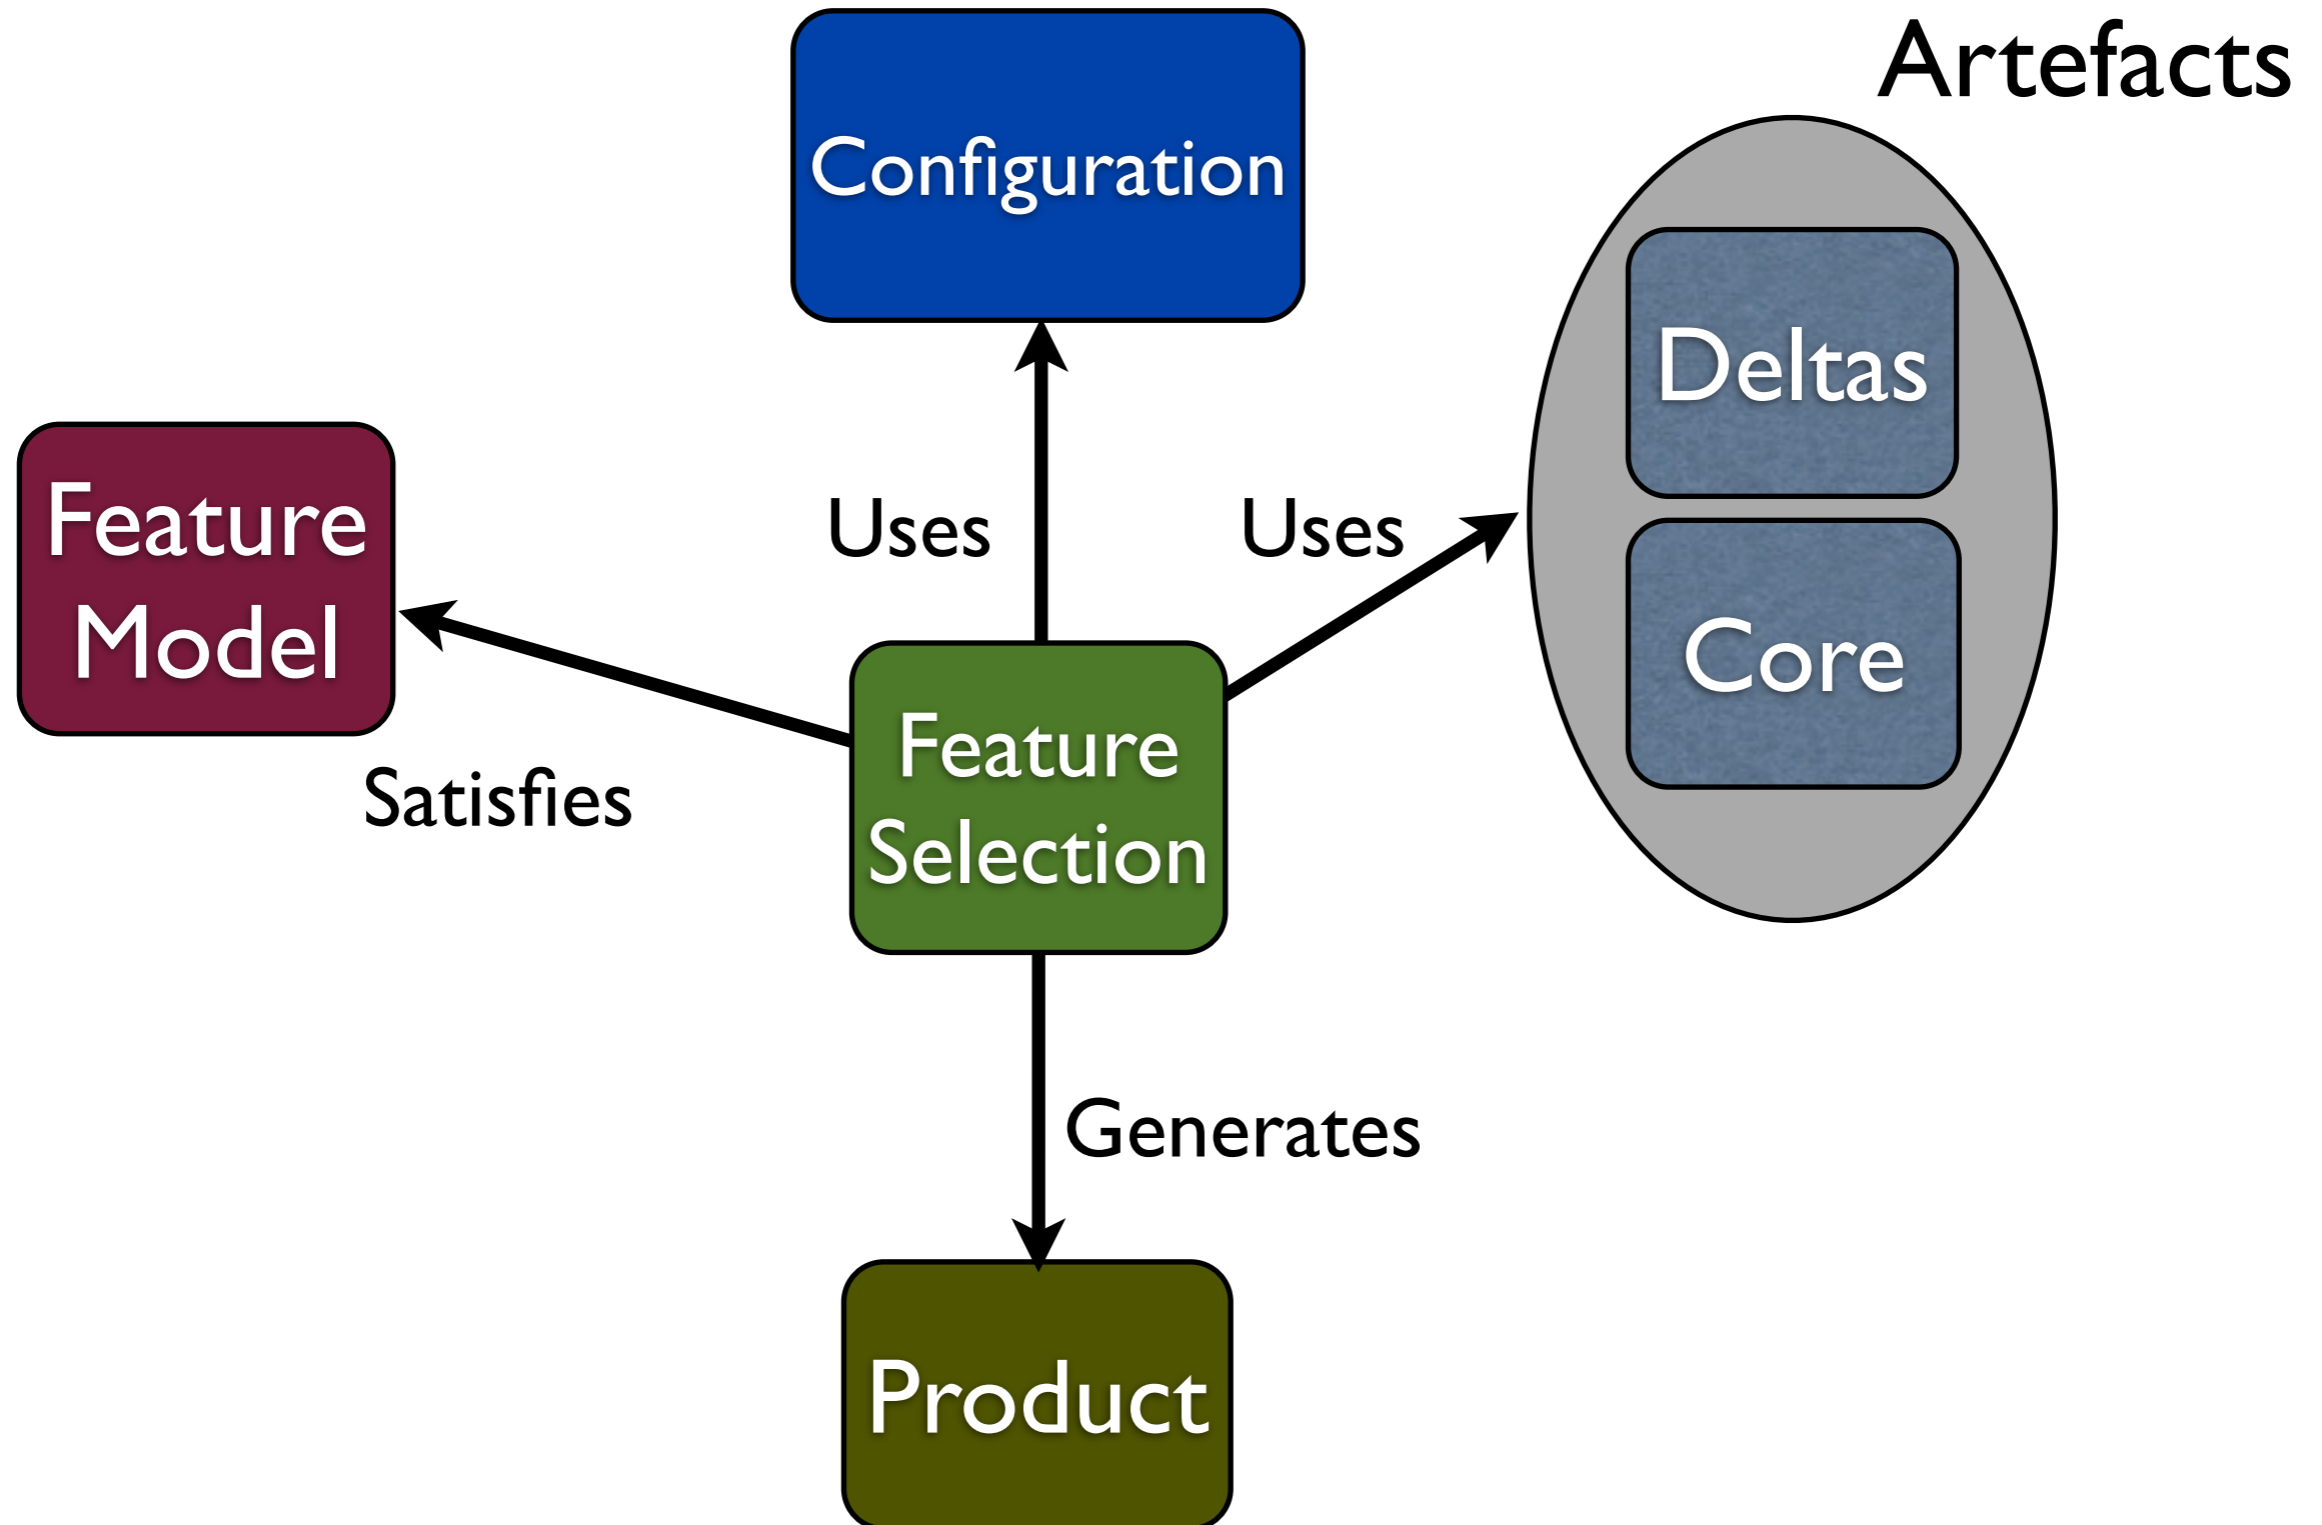 Artefacts
Configuration
Deltas
Feature
Model
Uses
Uses
Core
Satisfies
Feature
Selection
Generates
Product